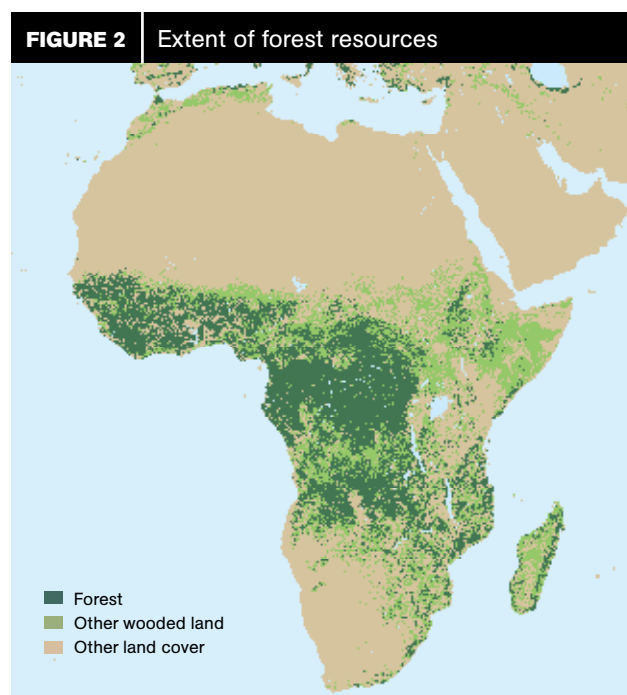 FIGURE 2 Extent of forest resources
Forest
Other wooded land
Other land cover